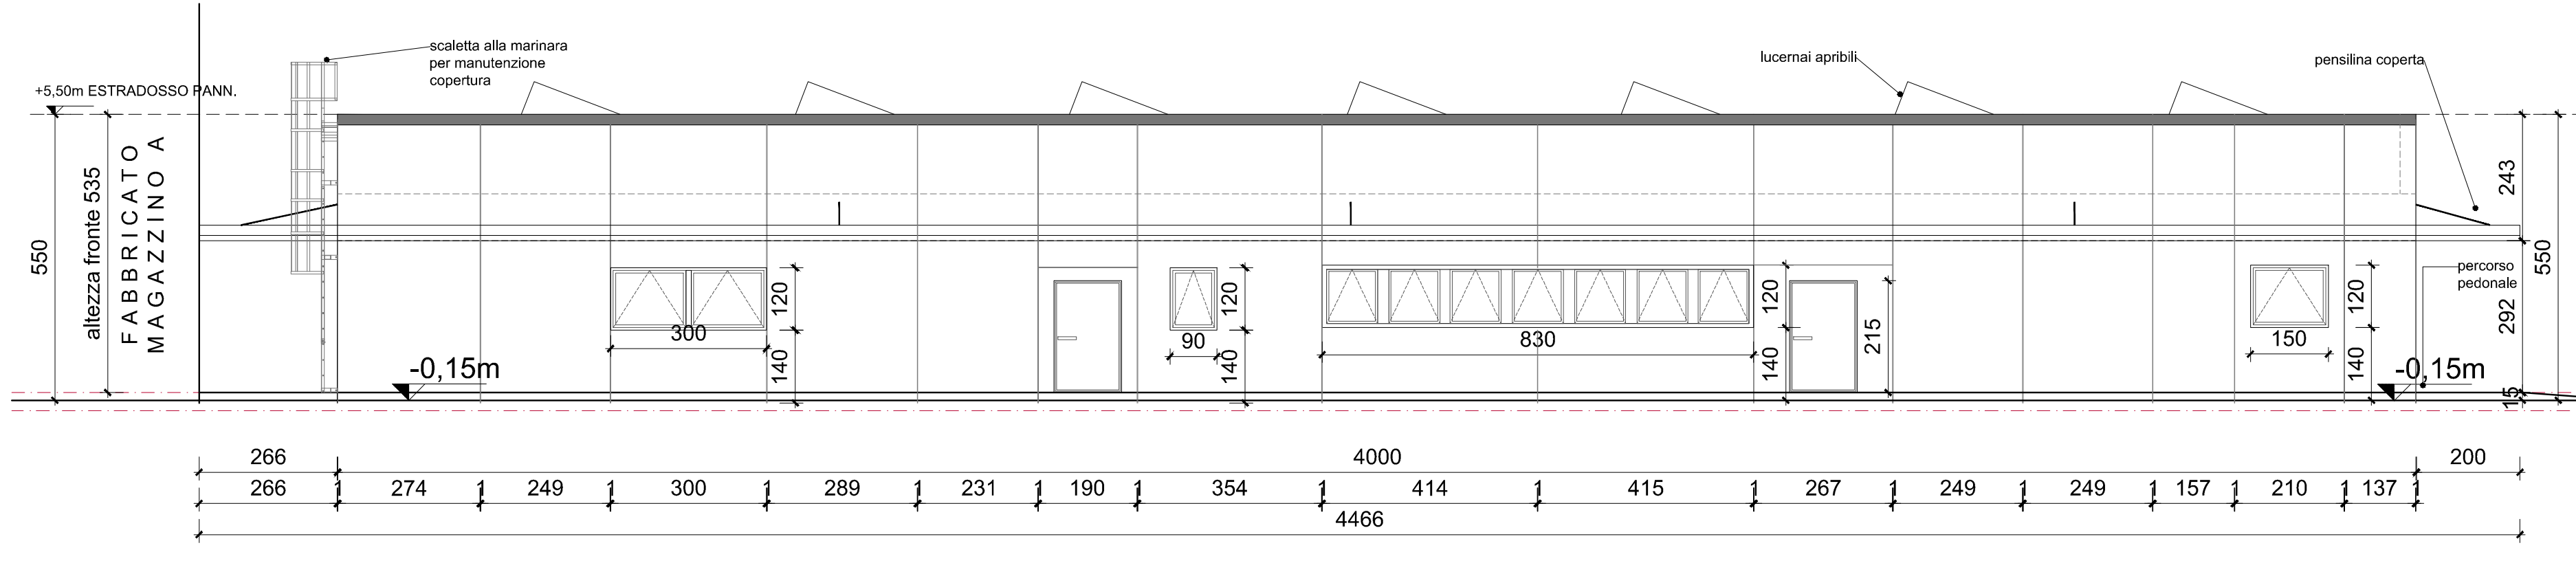 scaletta alla marinara
per manutenzione
copertura
lucernai apribili
pensilina coperta
+5,50m ESTRADOSSO PANN.
550
altezza fronte 535
FABBRICATO
MAGAZZINO A
243
550
292
15
percorso
pedonale
300
120
140
90
120
140
830
120
140
215
150
120
140
-0,15m
-0,15m
266 4000 200
266 1 274 1 249 1 300 1 289 1 231 1 190 1 354 1 414 1 415 1 267 1 249 1 249 1 157 1 210 1 137 1
4466